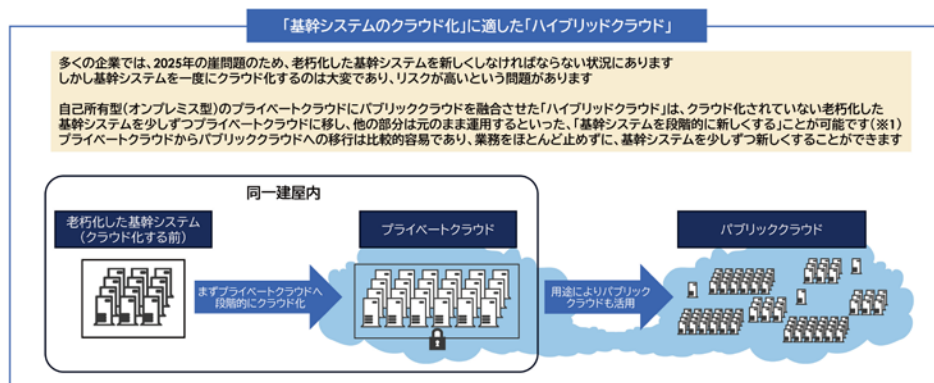 「基幹システムのクラウド化」に適した「ハイブリッドクラウド」
多くの企業では、2025年の崖問題のため、老朽化した基幹システムを新しくしなければならない状況にあります
しかし基幹システムを一度にクラウド化するのは大変であり、リスクが高いという問題があります
自己所有型(オンプレミス型)のプライベートクラウドにパブリッククラウドを融合させた「ハイブリッドクラウド」は、クラウド化されていない老朽化した
基幹システムを少しずつプライベートクラウドに移し、他の部分は元のまま運用するといった、「基幹システムを段階的に新しくする」ことが可能です(※1)
プライベートクラウドからパブリッククラウドへの移行は比較的容易であり、業務をほとんど止めずに、基幹システムを少しずつ新しくすることができます
同一建屋内
老朽化した基幹システム
(クラウド化する前)
まずプライベートクラウドへ
段階的にクラウド化
プライベートクラウド
用途によりパブリック
クラウドも活用
パブリッククラウド